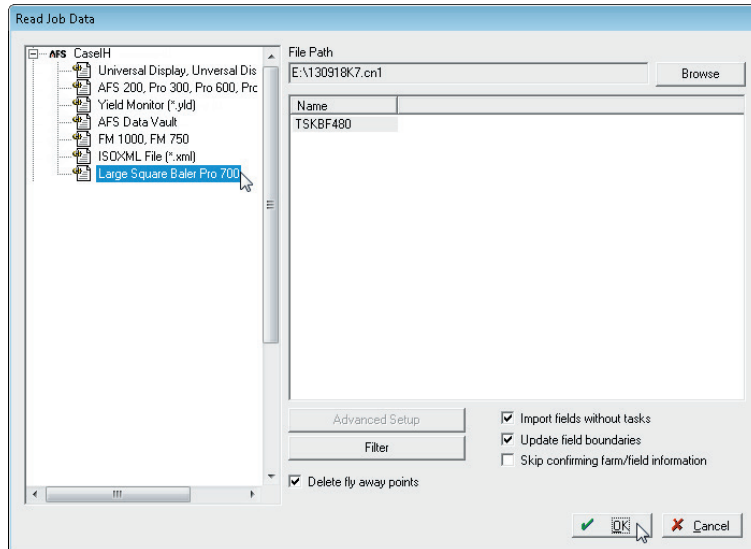 Read Job Data
AFS CaseIH
Universal Display, Unversal Dis
AFS 200, Pro 300, Pro 600, Prc
Yield Monitor (*.yld)
AFS Data Vault
FM 1000, FM 750
ISOXML File (*.xml)
Large Square Baler Pro 700
File Path
E:\130918K7.cn1
Browse
Name
TSKBF480
Advanced Setup
Filter
Delete fly away points
Import fields without tasks
Update field boundaries
Skip confirming farm/field information
OK
Cancel